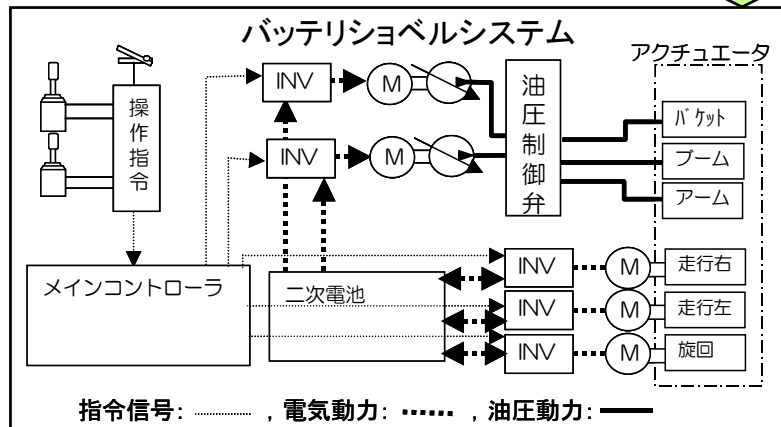 バッテリショベルシステム
アクチュエータ
操作指令
INV
M
INV
M
油圧制御弁
バケット
ブーム
アーム
メインコントローラ
二次電池
INV
M
走行右
INV
M
走行左
INV
M
旋回
指令信号: ............ , 電気動力: ...... , 油圧動力: ━━━